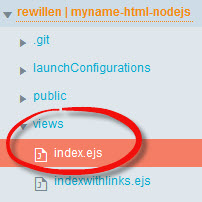 rewillen | myname-html-nodejs
.git
launchConfigurations
public
views
index.ejs
indexwithlinks.ejs